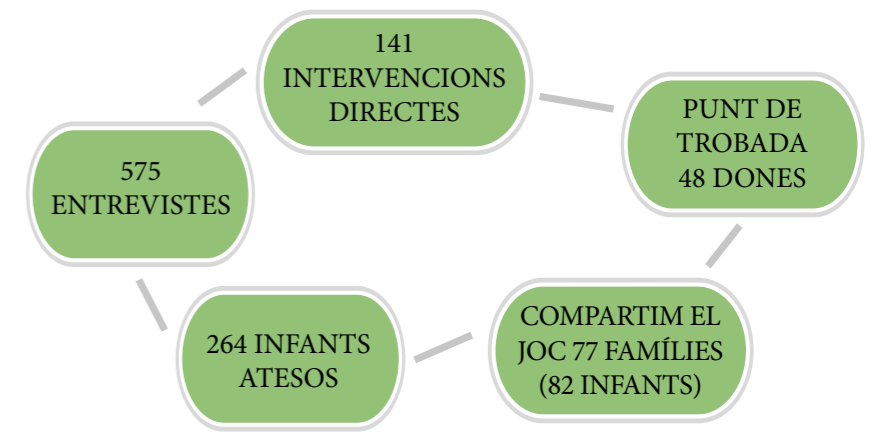 141
INTERVENCIONS
DIRECTES
PUNT DE
TROBADA
48 DONES
575
ENTREVISTES
COMPARTIM EL
JOC 77 FAMÍLIES
(82 INFANTS)
264 INFANTS
ATESOS